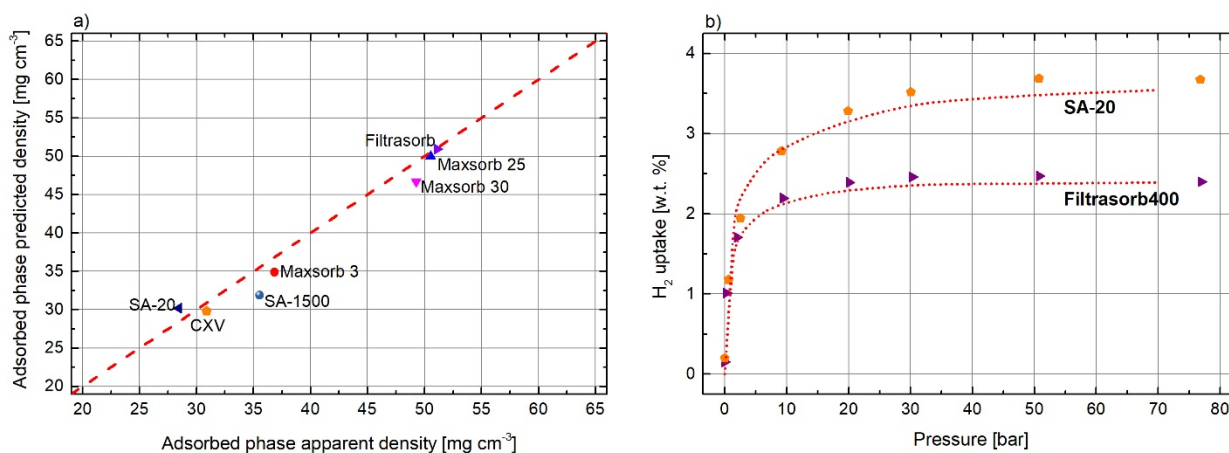 a)
Adsorbed phase predicted density [mg cm⁻³]
65
60
55
50
45
40
35
30
25
20
Filtrasorb
Maxsorb 25
Maxsorb 30
Maxsorb 3
SA-1500
SA-20
CXV
20 25 30 35 40 45 50 55 60 65
Adsorbed phase apparent density [mg cm⁻³]
b)
H₂ uptake [w.t. %]
4
3
2
1
0
SA-20
Filtrasorb400
0 10 20 30 40 50 60 70 80
Pressure [bar]